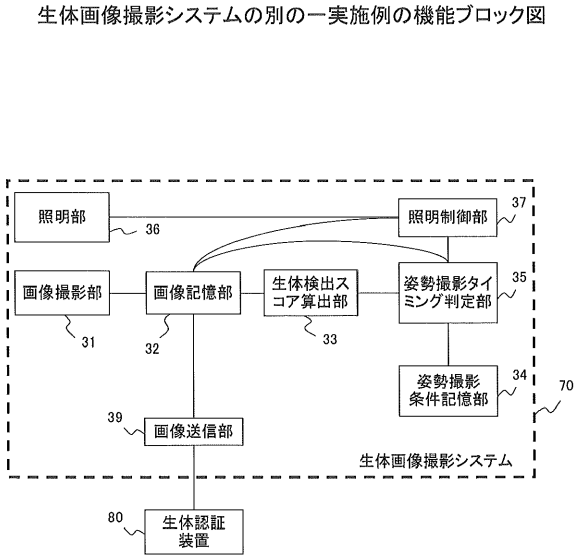 生体画像撮影システムの別の一実施例の機能ブロック図
照明部
36
照明制御部
37
画像撮影部
31
画像記憶部
32
生体検出ス
コア算出部
33
姿勢撮影タイ
ミング判定部
35
姿勢撮影
条件記憶部
34
70
39
画像送信部
生体画像撮影システム
80
生体認証
装置